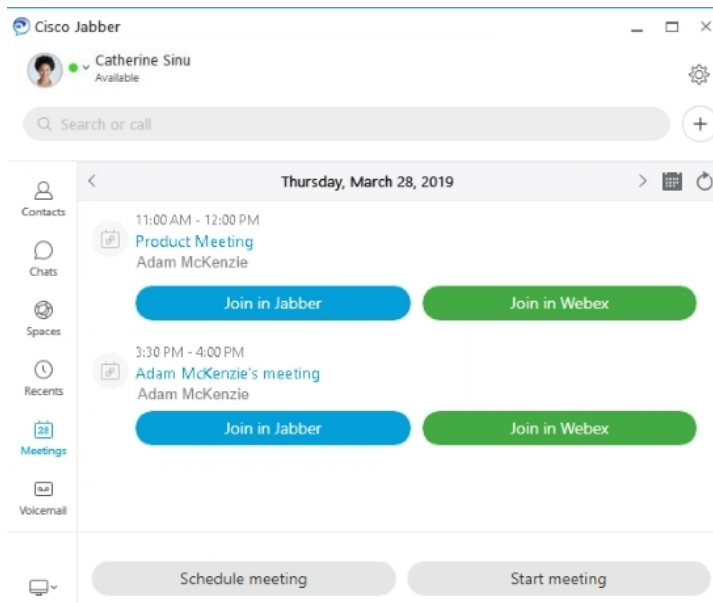 Cisco Jabber
Catherine Sinu
Available
Search or call
Contacts
Chats
Spaces
Recents
28
Meetings
Voicemail
Thursday, March 28, 2019
11:00 AM - 12:00 PM
Product Meeting
Adam McKenzie
Join in Jabber
Join in Webex
3:30 PM - 4:00 PM
Adam McKenzie's meeting
Adam McKenzie
Join in Jabber
Join in Webex
Schedule meeting
Start meeting